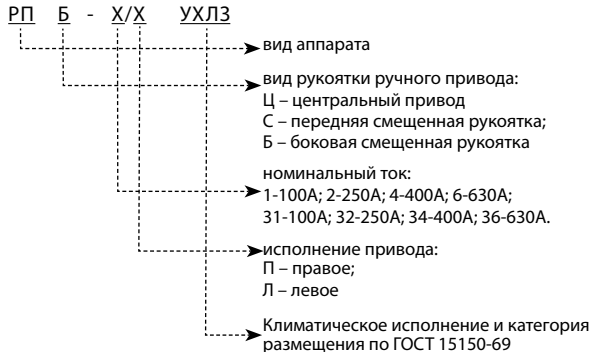 РП Б - Х/Х УХЛ3
вид аппарата
вид рукоятки ручного привода:
Ц – центральный привод
С – передняя смещенная рукоятка;
Б – боковая смещенная рукоятка
номинальный ток:
1-100А; 2-250А; 4-400А; 6-630А;
31-100А; 32-250А; 34-400А; 36-630А.
исполнение привода:
П – правое;
Л – левое
Климатическое исполнение и категория
размещения по ГОСТ 15150-69